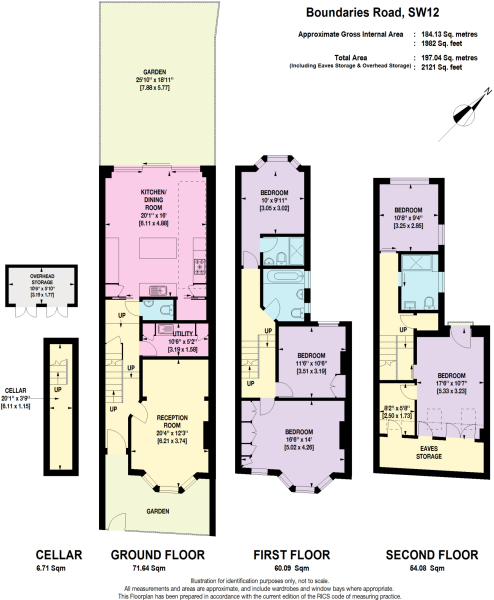 Boundaries Road, SW12
Approximate Gross Internal Area : 184.13 Sq. metres
: 1982 Sq. feet
Total Area : 197.04 Sq. metres
(Including Eaves Storage & Overhead Storage) : 2121 Sq. feet
N
GARDEN
25'10" x 18'11"
[7.88 x 5.77]
KITCHEN/
DINING
ROOM
20'1" x 16'
[6.11 x 4.88]
UP
UTILITY
10'6" x 5'2"
[3.19 x 1.58]
UP
UP
RECEPTION
ROOM
20'4" x 12'3"
[6.21 x 3.74]
GARDEN
OVERHEAD
STORAGE
10'6" x 5'10"
[3.19 x 1.77]
UP
CELLAR
20'1" x 3'9"
[6.11 x 1.15]
BEDROOM
10' x 9'11"
[3.05 x 3.02]
UP
UP
BEDROOM
11'6" x 10'6"
[3.51 x 3.19]
BEDROOM
16'6" x 14'
[5.02 x 4.26]
BEDROOM
10'8" x 9'4"
[3.25 x 2.85]
UP
BEDROOM
17'6" x 10'7"
[5.33 x 3.23]
8'2" x 5'8"
[2.50 x 1.73]
EAVES
STORAGE
CELLAR
6.71 Sqm
GROUND FLOOR
71.64 Sqm
FIRST FLOOR
60.09 Sqm
SECOND FLOOR
54.08 Sqm
Illustration for identification purposes only, not to scale.
All measurements and areas are approximate, and include wardrobes and window bays where appropriate.
This Floorplan has been prepared in accordance with the current edition of the RICS code of measuring practice.